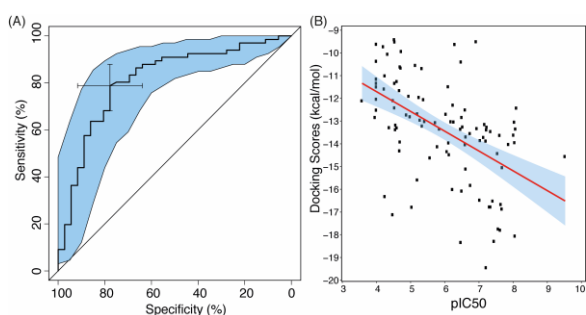 (A)
Sensitivity (%)
100
80
60
40
20
0
100 80 60 40 20 0
Specificity (%)
(B)
Docking Scores (kcal/mol)
−9
−10
−11
−12
−13
−14
−15
−16
−17
−18
−19
−20
3 4 5 6 7 8 9 10
pIC50